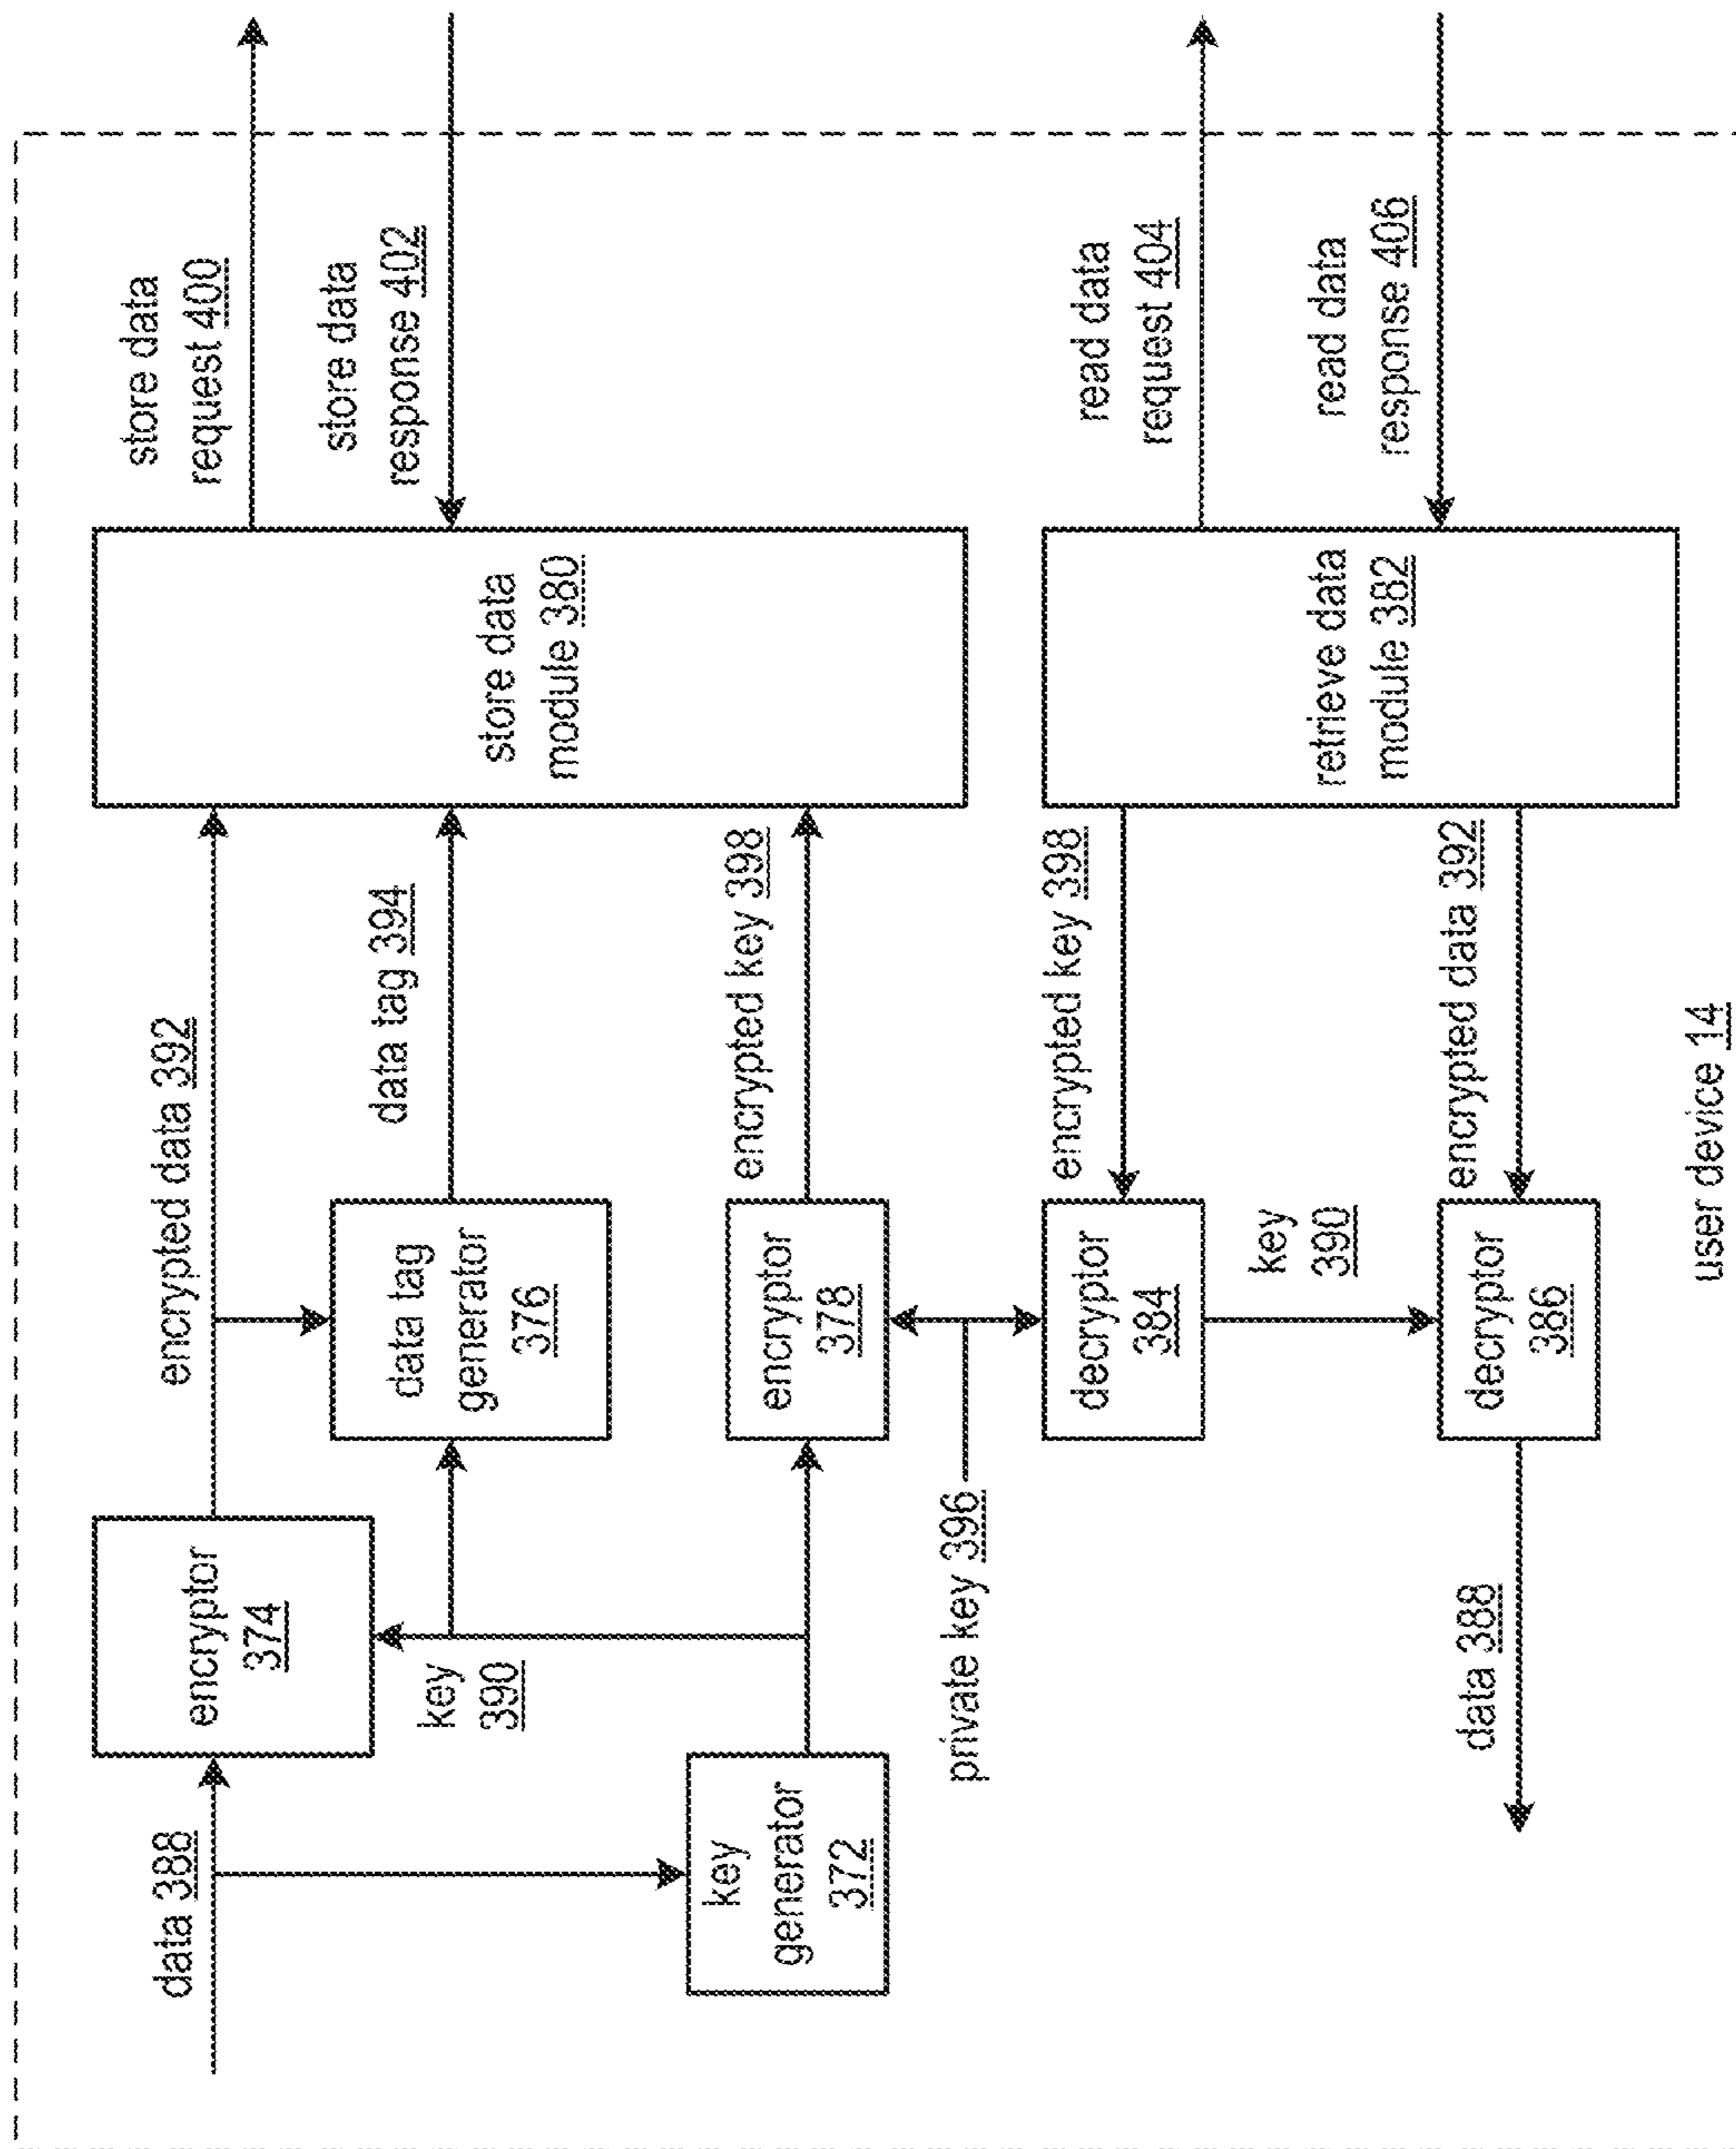 data 388
encryptor
374
encrypted data 392
store data
request 400
key
390
data tag
generator
376
data tag 394
store data
module 380
store data
response 402
key
generator
372
encryptor
378
encrypted key 398
private key 396
decryptor
384
encrypted key 398
retrieve data
module 382
read data
request 404
key
390
data 388
decryptor
386
encrypted data 392
read data
response 406
user device 14